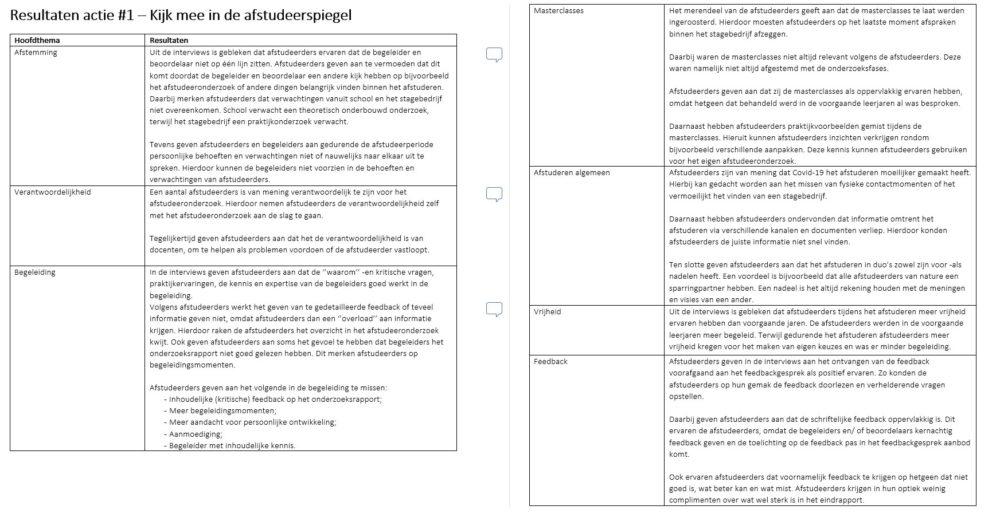 Resultaten actie #1 – Kijk mee in de afstudeerspiegel
Hoofdthema
Resultaten
Afstemming
Uit de interviews is gebleken dat afstudeerders ervaren dat de begeleider en
beoordelaar niet op één lijn zitten. Afstudeerders geven aan te vermoeden dat dit
komt doordat de begeleider en beoordelaar een andere kijk hebben op bijvoorbeeld
het afstudeeronderzoek of andere dingen belangrijk vinden binnen het afstuderen.
Daarbij merken afstudeerders dat verwachtingen vanuit school en het stagebedrijf
niet overeenkomen. School verwacht een theoretisch onderbouwd onderzoek,
terwijl het stagebedrijf een praktijkonderzoek verwacht.
Tevens geven afstudeerders en begeleiders aan gedurende de afstudeerperiode
persoonlijke behoeften en verwachtingen niet of nauwelijks naar elkaar uit te
spreken. Hierdoor kunnen de begeleiders niet voorzien in de behoeften en
verwachtingen van afstudeerders.
Verantwoordelijkheid
Een aantal afstudeerders is van mening verantwoordelijk te zijn voor het
afstudeeronderzoek. Hierdoor nemen afstudeerders de verantwoordelijkheid zelf
met het afstudeeronderzoek aan de slag te gaan.
Tegelijkertijd geven afstudeerders aan dat het de verantwoordelijkheid is van
docenten, om te helpen als problemen voordoen of de afstudeerder vastloopt.
Begeleiding
In de interviews geven afstudeerders aan dat de ‘’waarom’’ -en kritische vragen,
praktijkervaringen, de kennis en expertise van de begeleiders goed werkt in de
begeleiding.
Volgens afstudeerders werkt het geven van te gedetailleerde feedback of teveel
informatie geven niet, omdat afstudeerders dan een ‘’overload’’ aan informatie
krijgen. Hierdoor raken de afstudeerders het overzicht in het afstudeeronderzoek
kwijt. Ook geven afstudeerders aan soms het gevoel te hebben dat begeleiders het
onderzoeksrapport niet goed gelezen hebben. Dit merken afstudeerders op
begeleidingsmomenten.
Afstudeerders geven aan het volgende in de begeleiding te missen:
- Inhoudelijke (kritische) feedback op het onderzoeksrapport;
- Meer begeleidingsmomenten;
- Meer aandacht voor persoonlijke ontwikkeling;
- Aanmoediging;
- Begeleider met inhoudelijke kennis.
Masterclasses
Het merendeel van de afstudeerders geeft aan dat de masterclasses te laat werden
ingeroosterd. Hierdoor moesten afstudeerders op het laatste moment afspraken
binnen het stagebedrijf afzeggen.
Daarbij waren de masterclasses niet altijd relevant volgens de afstudeerders. Deze
waren namelijk niet altijd afgestemd met de onderzoeksfases.
Afstudeerders geven aan dat zij de masterclasses als oppervlakkig ervaren hebben,
omdat hetgeen dat behandeld werd in de voorgaande leerjaren al was besproken.
Daarnaast hebben afstudeerders praktijkvoorbeelden gemist tijdens de
masterclasses. Hieruit kunnen afstudeerders inzichten verkrijgen rondom
bijvoorbeeld verschillende aanpakken. Deze kennis kunnen afstudeerders gebruiken
voor het eigen afstudeeronderzoek.
Afstuderen algemeen
Afstudeerders zijn van mening dat Covid-19 het afstuderen moeilijker gemaakt heeft.
Hierbij kan gedacht worden aan het missen van fysieke contactmomenten of het
vermoeilijkt het vinden van een stagebedrijf.
Daarnaast hebben afstudeerders ondervonden dat informatie omtrent het
afstuderen via verschillende kanalen en documenten verliep. Hierdoor konden
afstudeerders de juiste informatie niet snel vinden.
Ten slotte geven afstudeerders aan dat het afstuderen in duo’s zowel zijn voor -als
nadelen heeft. Een voordeel is bijvoorbeeld dat alle afstudeerders van nature een
sparringpartner hebben. Een nadeel is het altijd rekening houden met de meningen
en visies van een ander.
Vrijheid
Uit de interviews is gebleken dat afstudeerders tijdens het afstuderen meer vrijheid
ervaren hebben dan voorgaande jaren. De afstudeerders werden in de voorgaande
leerjaren meer begeleid. Terwijl gedurende het afstuderen afstudeerders meer
vrijheid kregen voor het maken van eigen keuzes en was er minder begeleiding.
Feedback
Afstudeerders geven in de interviews aan het ontvangen van de feedback
voorafgaand aan het feedbackgesprek als positief ervaren. Zo konden de
afstudeerders op hun gemak de feedback doorlezen en verhelderende vragen
opstellen.
Daarbij geven afstudeerders aan dat de schriftelijke feedback oppervlakkig is. Dit
ervaren de afstudeerders, omdat de begeleiders en/ of beoordelaars kernachtig
feedback geven en de toelichting op de feedback pas in het feedbackgesprek aanbod
komt.
Ook ervaren afstudeerders dat voornamelijk feedback te krijgen op hetgeen dat niet
goed is, wat beter kan en wat mist. Afstudeerders krijgen in hun optiek weinig
complimenten over wat wel sterk is in het eindrapport.